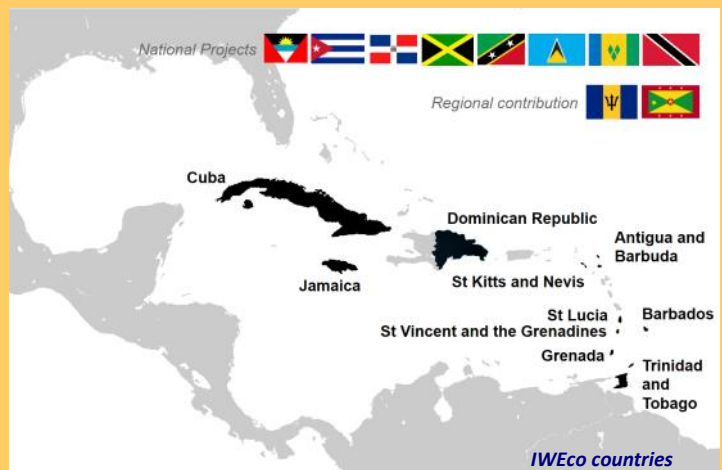 National Projects
Regional contribution
Cuba
Dominican Republic
Antigua and
Barbuda
Jamaica
St Kitts and Nevis
St Lucia
Barbados
St Vincent and the Grenadines
Grenada
Trinidad
and
Tobago
IWEco countries